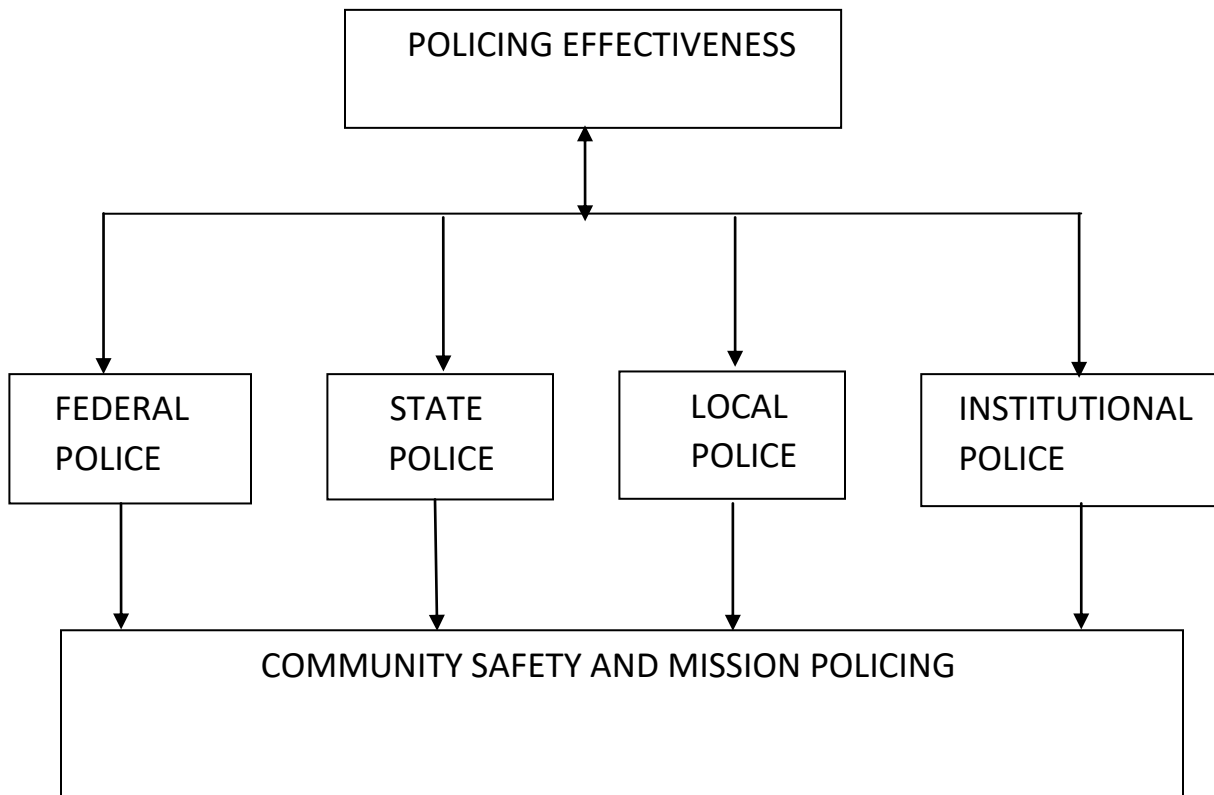 POLICING EFFECTIVENESS
FEDERAL
POLICE
STATE
POLICE
LOCAL
POLICE
INSTITUTIONAL
POLICE
COMMUNITY SAFETY AND MISSION POLICING